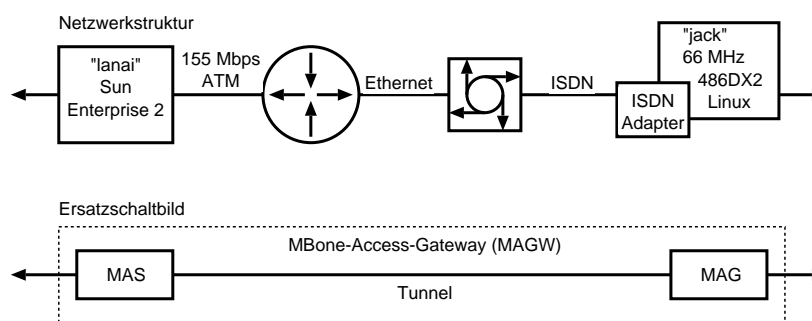 Netzwerkstruktur
"lanai"
Sun
Enterprise 2
155 Mbps
ATM
Ethernet
ISDN
"jack"
66 MHz
486DX2
Linux
ISDN
Adapter
Ersatzschaltbild
MBone-Access-Gateway (MAGW)
MAS
Tunnel
MAG